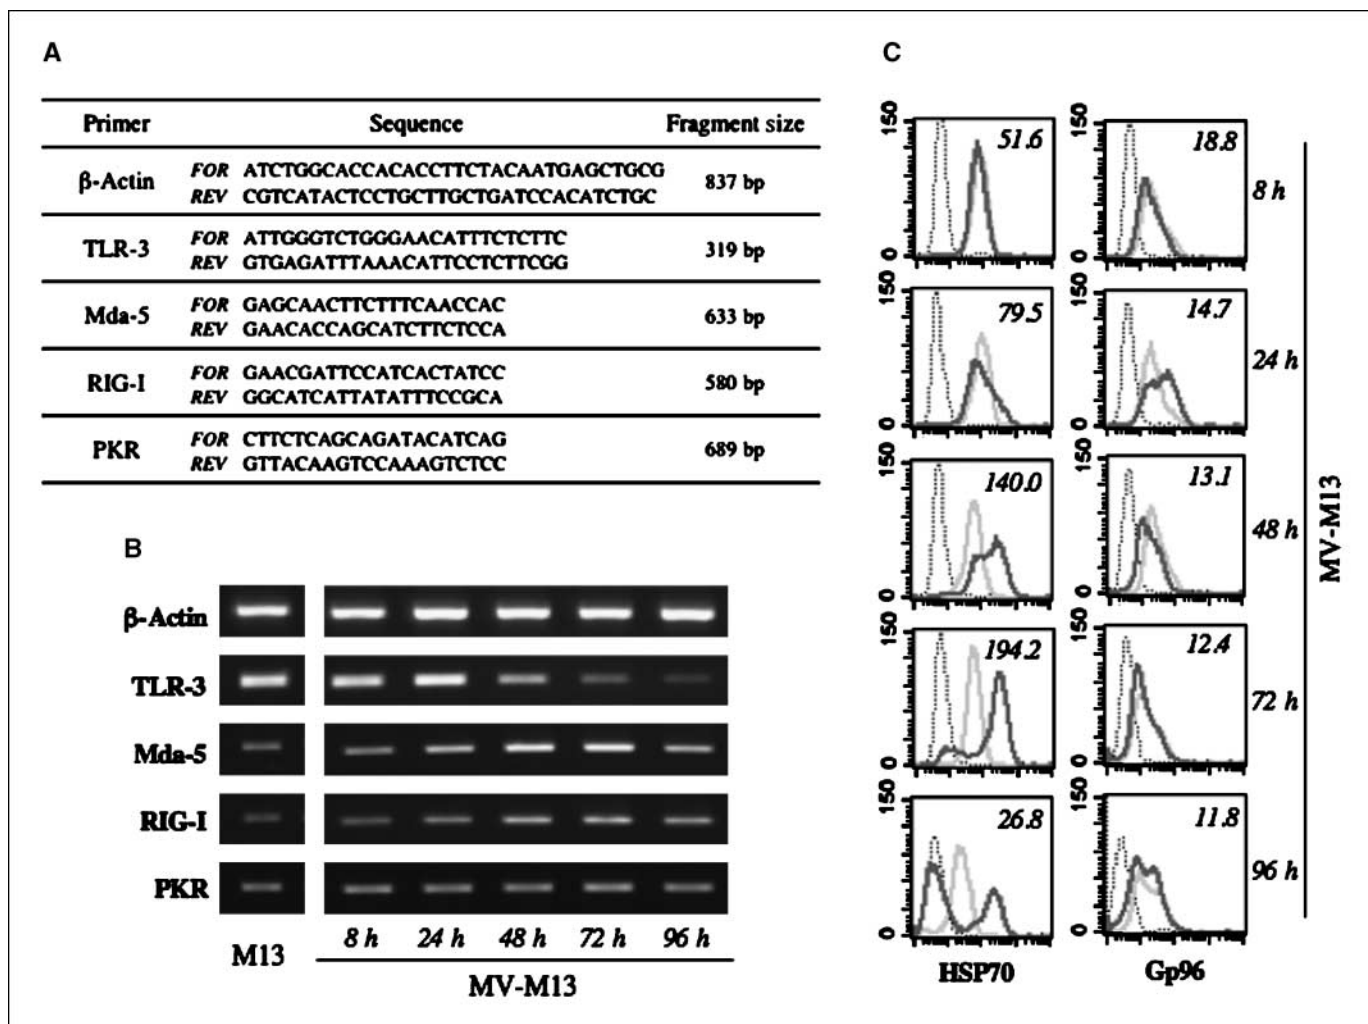 A
Primer Sequence Fragment size
β-Actin FOR ATCTGGCACCACACCTTCTACAATGAGCTGCG 837 bp
REV CGTCATACTCCTGCTTGCTGATCCACATCTGC
TLR-3 FOR ATTGGGTCTGGGAACATTTCTCTTC 319 bp
REV GTGAGATTTAAACATTCCTCTTCGG
Mda-5 FOR GAGCAACTTCTTTCAACCAC 633 bp
REV GAACACCAGCATCTTCTCCA
RIG-I FOR GAACGATTCCATCACTATCC 580 bp
REV GGCATCATTATATTTCCGCA
PKR FOR CTTCTCAGCAGATACATCAG 689 bp
REV GTTACAAGTCCAAAGTCTCC
B
β-Actin
TLR-3
Mda-5
RIG-I
PKR
M13
8 h 24 h 48 h 72 h 96 h
MV-M13
C
150 0 51.6 150 0 18.8 8 h
150 0 79.5 150 0 14.7 24 h
150 0 140.0 150 0 13.1 48 h
150 0 194.2 150 0 12.4 72 h
150 0 26.8 150 0 11.8 96 h
HSP70 Gp96
MV-M13